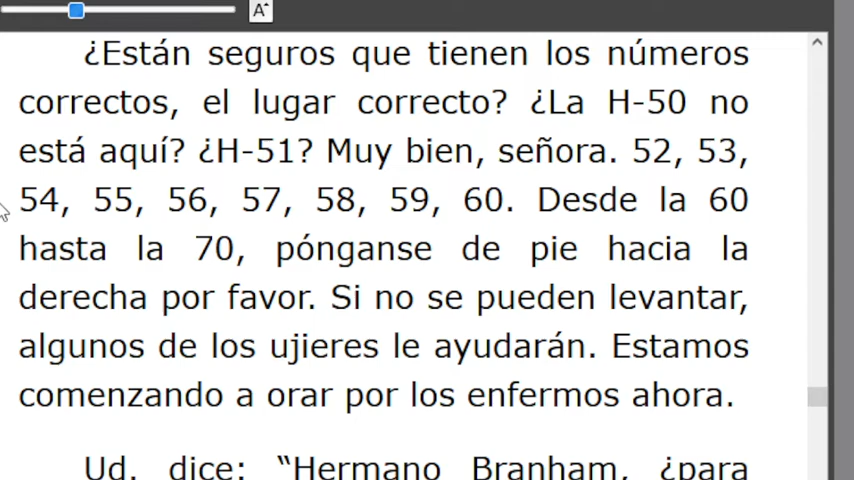 A
¿Están seguros que tienen los números
correctos, el lugar correcto? ¿La H-50 no
está aquí? ¿H-51? Muy bien, señora. 52, 53,
54, 55, 56, 57, 58, 59, 60. Desde la 60
hasta la 70, pónganse de pie hacia la
derecha por favor. Si no se pueden levantar,
algunos de los ujieres le ayudarán. Estamos
comenzando a orar por los enfermos ahora.
Ud. dice: “Hermano Branham, ¿para